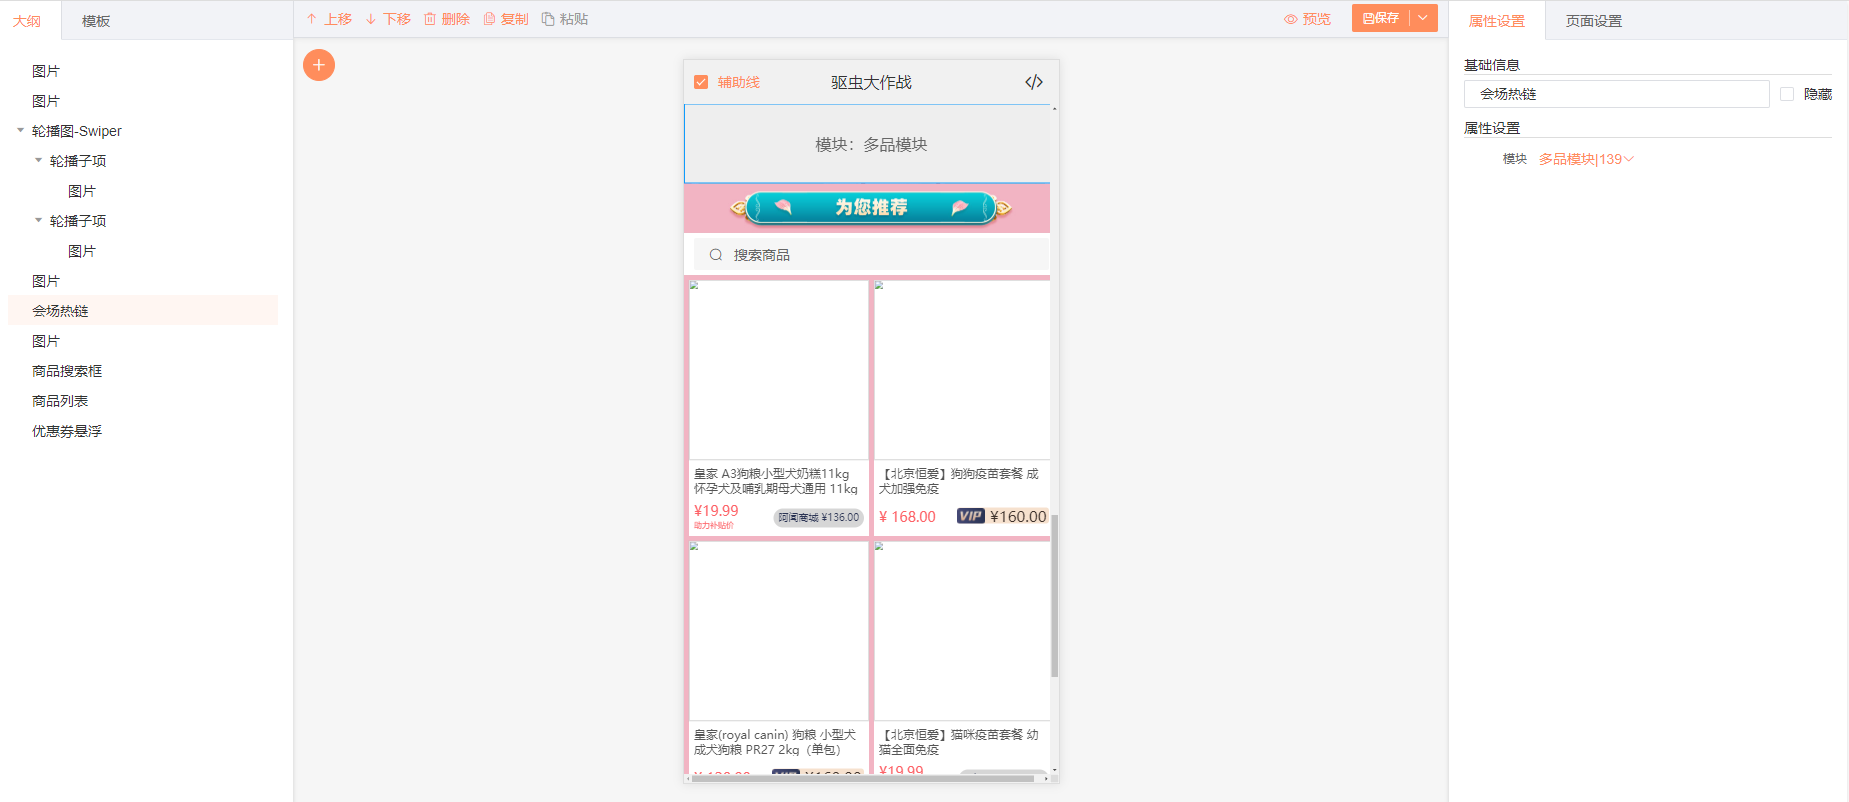 大纲
模板
图片
图片
轮播图-Swiper
轮播子项
图片
轮播子项
图片
图片
会场热链
图片
商品搜索框
商品列表
优惠券悬浮
上移 下移 删除 复制 粘贴
预览 保存
辅助线
驱虫大作战
模块：多品模块
为您推荐
搜索商品
皇家 A3狗粮小型犬奶糕11kg
怀孕犬及哺乳期母犬通用 11kg
¥19.99
助力补贴价
阿闻商城 ¥136.00
【北京恒爱】狗狗疫苗套餐 成
犬加强免疫
¥ 168.00
VIP ¥160.00
皇家(royal canin) 狗粮 小型犬
成犬狗粮 PR27 2kg（单包）
【北京恒爱】猫咪疫苗套餐 幼
猫全面免疫
¥19.99
属性设置
页面设置
基础信息
会场热链
隐藏
属性设置
模块 多品模块|139